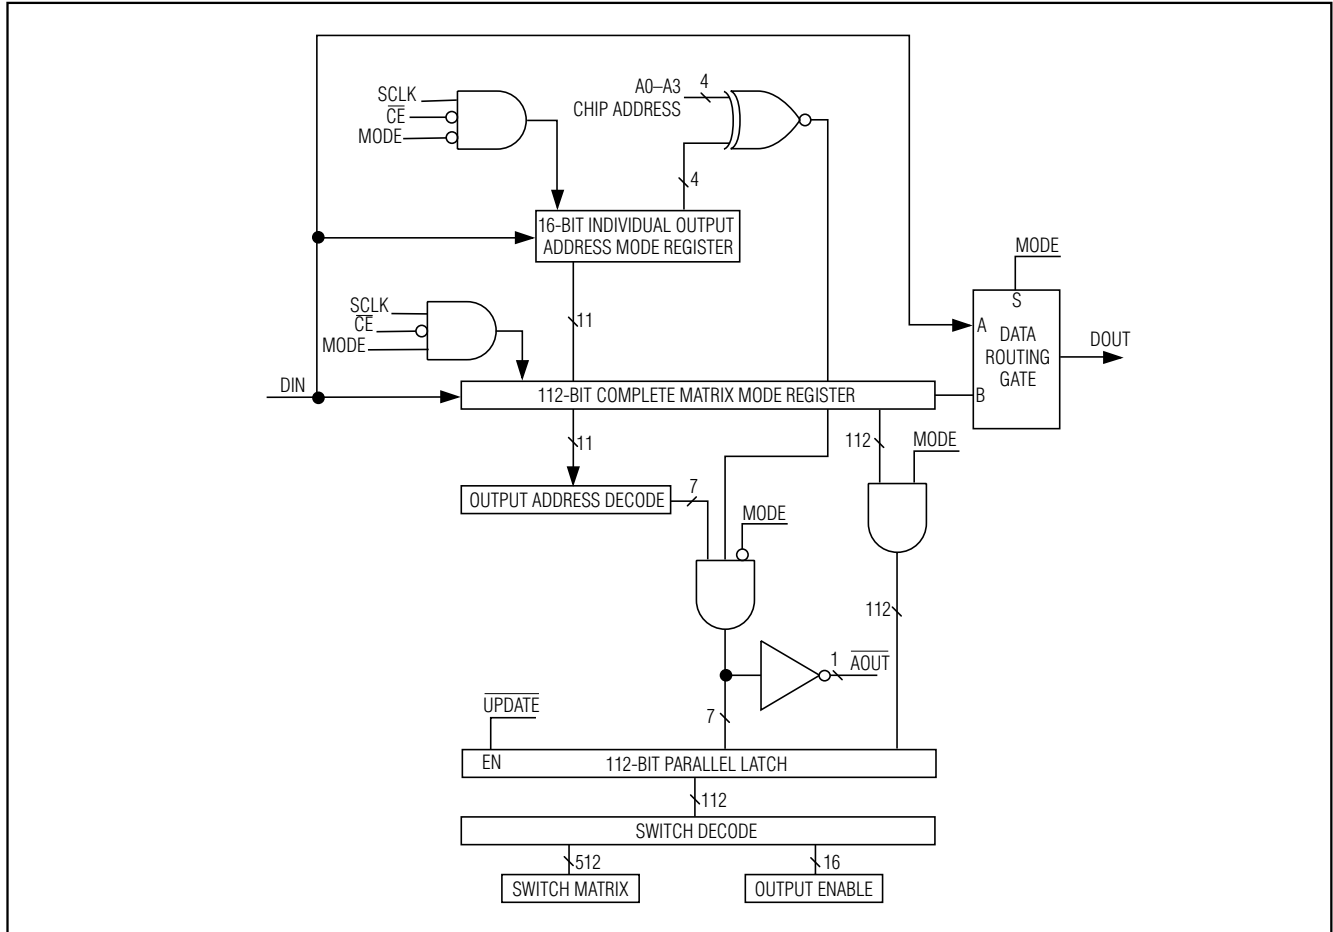 SCLK
CE
MODE
A0–A3
CHIP ADDRESS
4
4
16-BIT INDIVIDUAL OUTPUT
ADDRESS MODE REGISTER
MODE
S
A
DATA
ROUTING
GATE
B
DOUT
SCLK
CE
MODE
11
DIN
112-BIT COMPLETE MATRIX MODE REGISTER
11
112
MODE
OUTPUT ADDRESS DECODE
7
MODE
112
1
AOUT
UPDATE
7
EN
112-BIT PARALLEL LATCH
112
SWITCH DECODE
512
16
SWITCH MATRIX
OUTPUT ENABLE